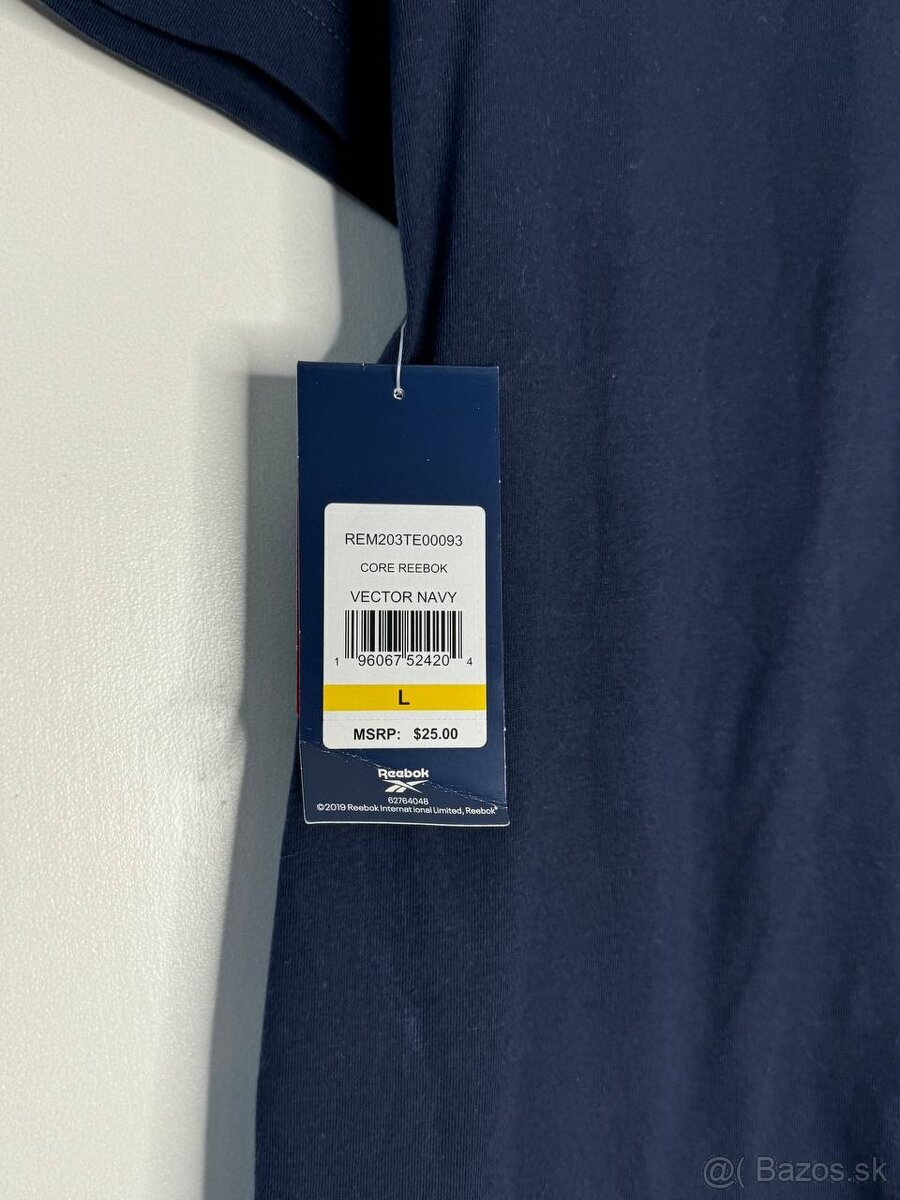 REM203TE00093
CORE REEBOK
VECTOR NAVY
1 96067 52420 4
L
MSRP: $25.00
Reebok
62764048
©2019 Reebok International Limited, Reebok®
@( Bazos.sk